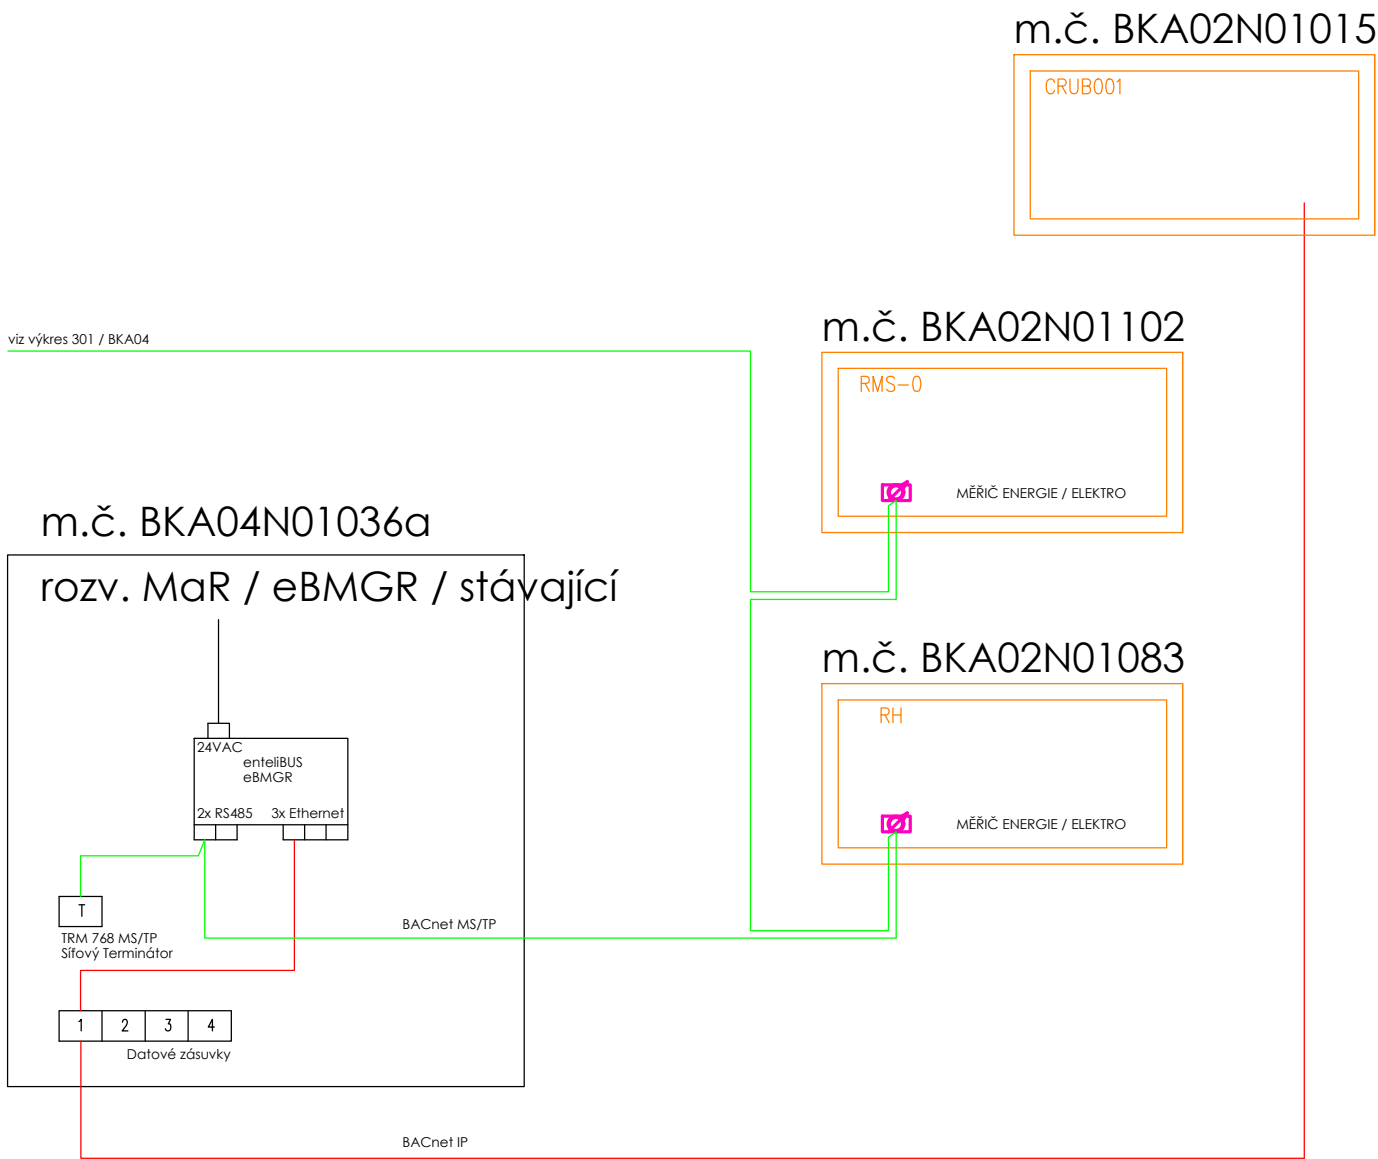 m.č. BKA02N01015
CRUB001
viz výkres 301 / BKA04
m.č. BKA02N01102
RMS-0
MĚŘIČ ENERGIE / ELEKTRO
m.č. BKA04N01036a
rozv. MaR / eBMGR / stávající
m.č. BKA02N01083
RH
MĚŘIČ ENERGIE / ELEKTRO
24VAC
enteliBUS
eBMGR
2x RS485 3x Ethernet
T
TRM 768 MS/TP
Síťový Terminátor
BACnet MS/TP
1 2 3 4
Datové zásuvky
BACnet IP